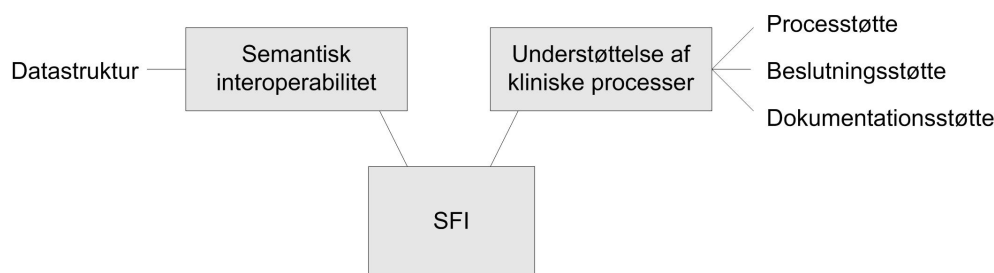 Datastruktur
Semantisk
interoperabilitet
Understøttelse af
kliniske processer
Processtøtte
Beslutningsstøtte
Dokumentationsstøtte
SFI